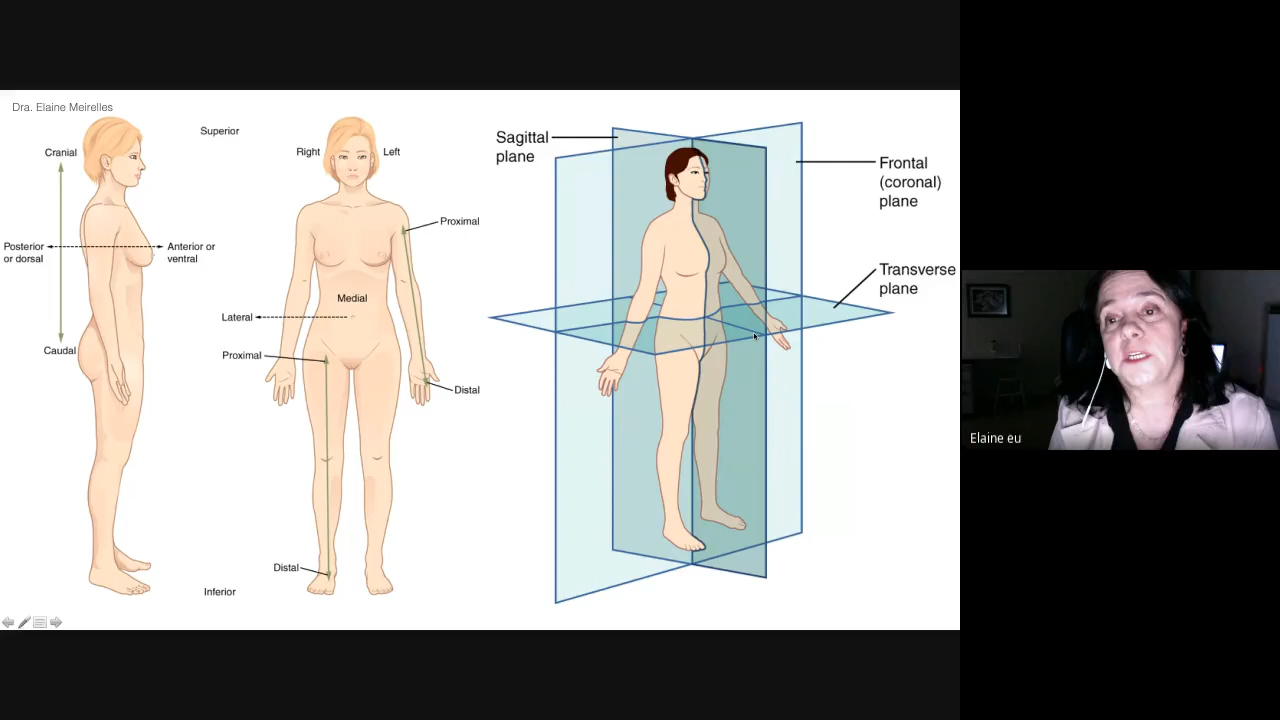 Dra. Elaine Meirelles
Superior
Cranial
Right
Left
Posterior
or dorsal
Anterior or
ventral
Proximal
Medial
Lateral
Caudal
Proximal
Distal
Distal
Inferior
Sagittal
plane
Frontal
(coronal)
plane
Transverse
plane
Elaine eu